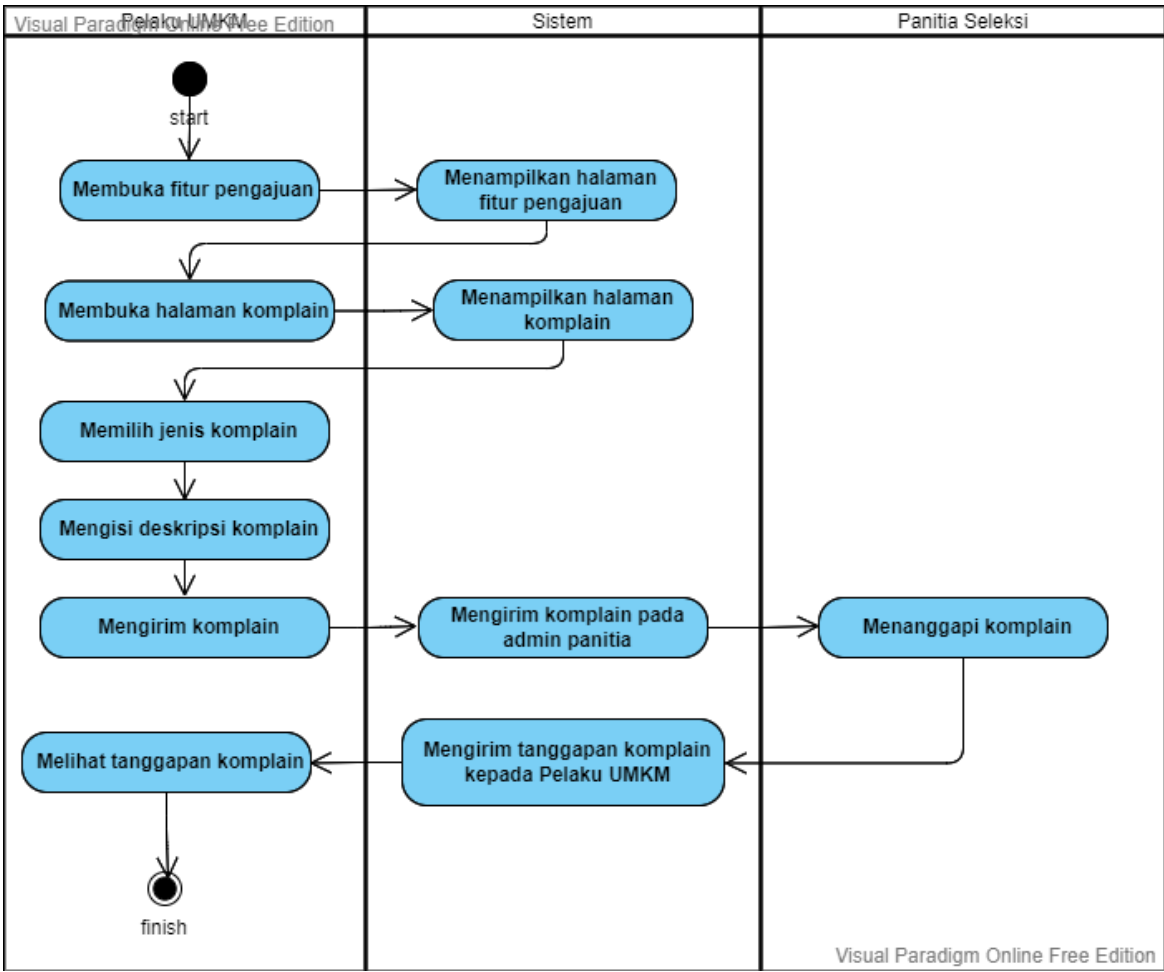 Visual Paradigm Online Free Edition
Pelaku UMKM
Sistem
Panitia Seleksi
start
Membuka fitur pengajuan
Menampilkan halaman
fitur pengajuan
Membuka halaman komplain
Menampilkan halaman
komplain
Memilih jenis komplain
Mengisi deskripsi komplain
Mengirim komplain
Mengirim komplain pada
admin panitia
Menanggapi komplain
Melihat tanggapan komplain
Mengirim tanggapan komplain
kepada Pelaku UMKM
finish
Visual Paradigm Online Free Edition